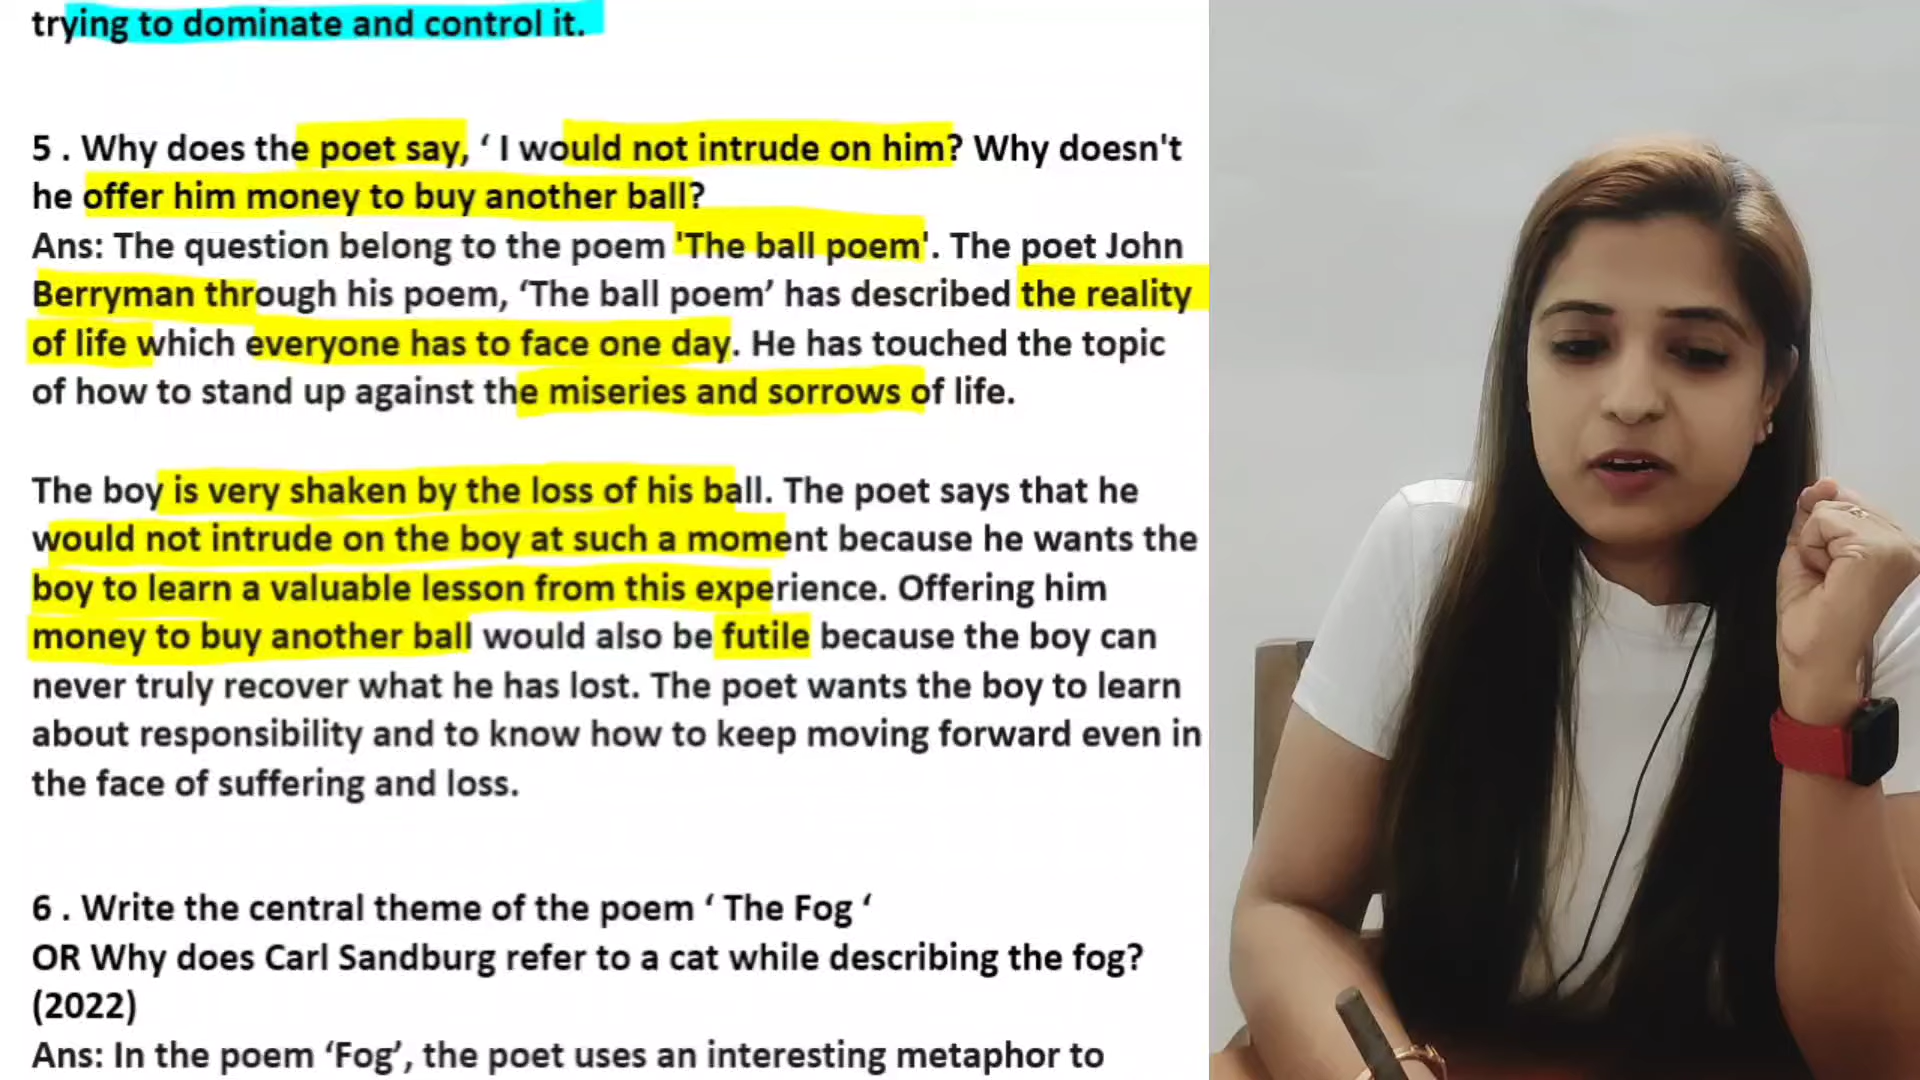 trying to dominate and control it.
5 . Why does the poet say, ‘ I would not intrude on him? Why doesn't
he offer him money to buy another ball?
Ans: The question belong to the poem 'The ball poem'. The poet John
Berryman through his poem, ‘The ball poem’ has described the reality
of life which everyone has to face one day. He has touched the topic
of how to stand up against the miseries and sorrows of life.
The boy is very shaken by the loss of his ball. The poet says that he
would not intrude on the boy at such a moment because he wants the
boy to learn a valuable lesson from this experience. Offering him
money to buy another ball would also be futile because the boy can
never truly recover what he has lost. The poet wants the boy to learn
about responsibility and to know how to keep moving forward even in
the face of suffering and loss.
6 . Write the central theme of the poem ‘ The Fog ‘
OR Why does Carl Sandburg refer to a cat while describing the fog?
(2022)
Ans: In the poem ‘Fog’, the poet uses an interesting metaphor to